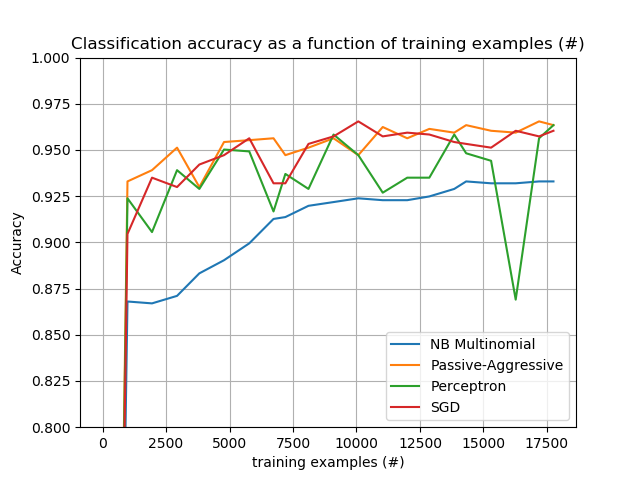 Classification accuracy as a function of training examples (#)
1.000
0.975
0.950
0.925
0.900
0.875
0.850
0.825
0.800
Accuracy
NB Multinomial
Passive-Aggressive
Perceptron
SGD
0 2500 5000 7500 10000 12500 15000 17500
training examples (#)